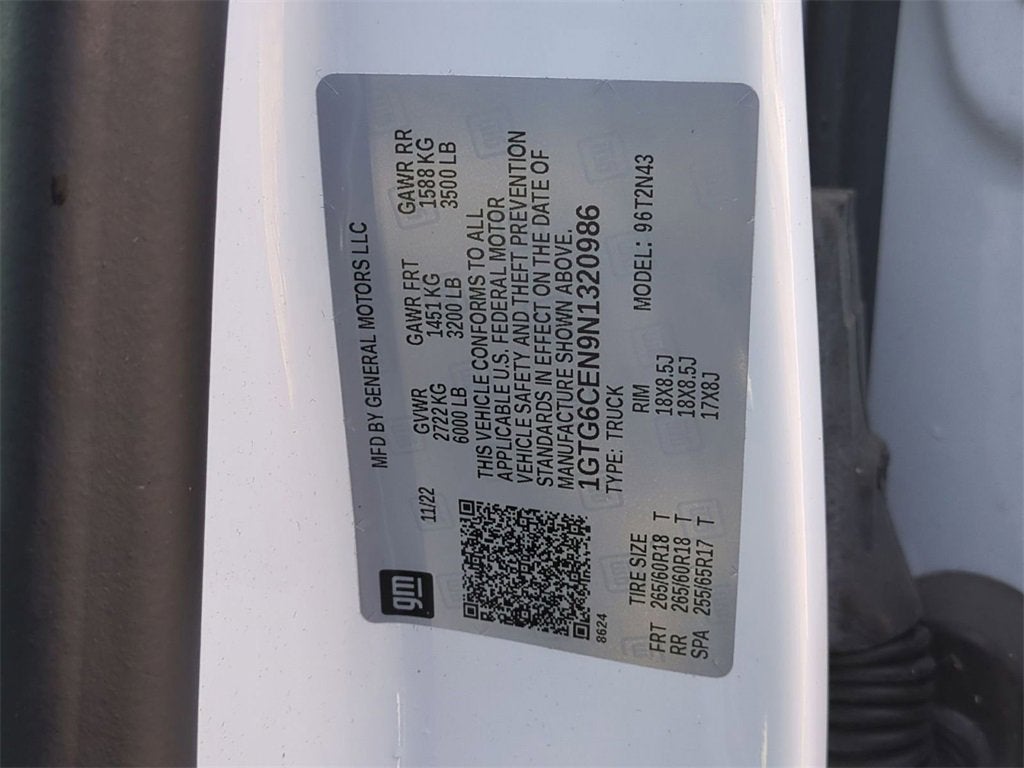 gm
MFD BY GENERAL MOTORS LLC
11/22
GVWR GAWR FRT GAWR RR
2722 KG 1451 KG 1588 KG
6000 LB 3200 LB 3500 LB
THIS VEHICLE CONFORMS TO ALL
APPLICABLE U.S. FEDERAL MOTOR
VEHICLE SAFETY AND THEFT PREVENTION
STANDARDS IN EFFECT ON THE DATE OF
MANUFACTURE SHOWN ABOVE.
1GTG6CEN9N1320986
8624
TYPE: TRUCK
MODEL: 96T2N43
TIRE SIZE RIM
FRT 265/60R18 T 18X8.5J
RR 265/60R18 T 18X8.5J
SPA 255/65R17 T 17X8J